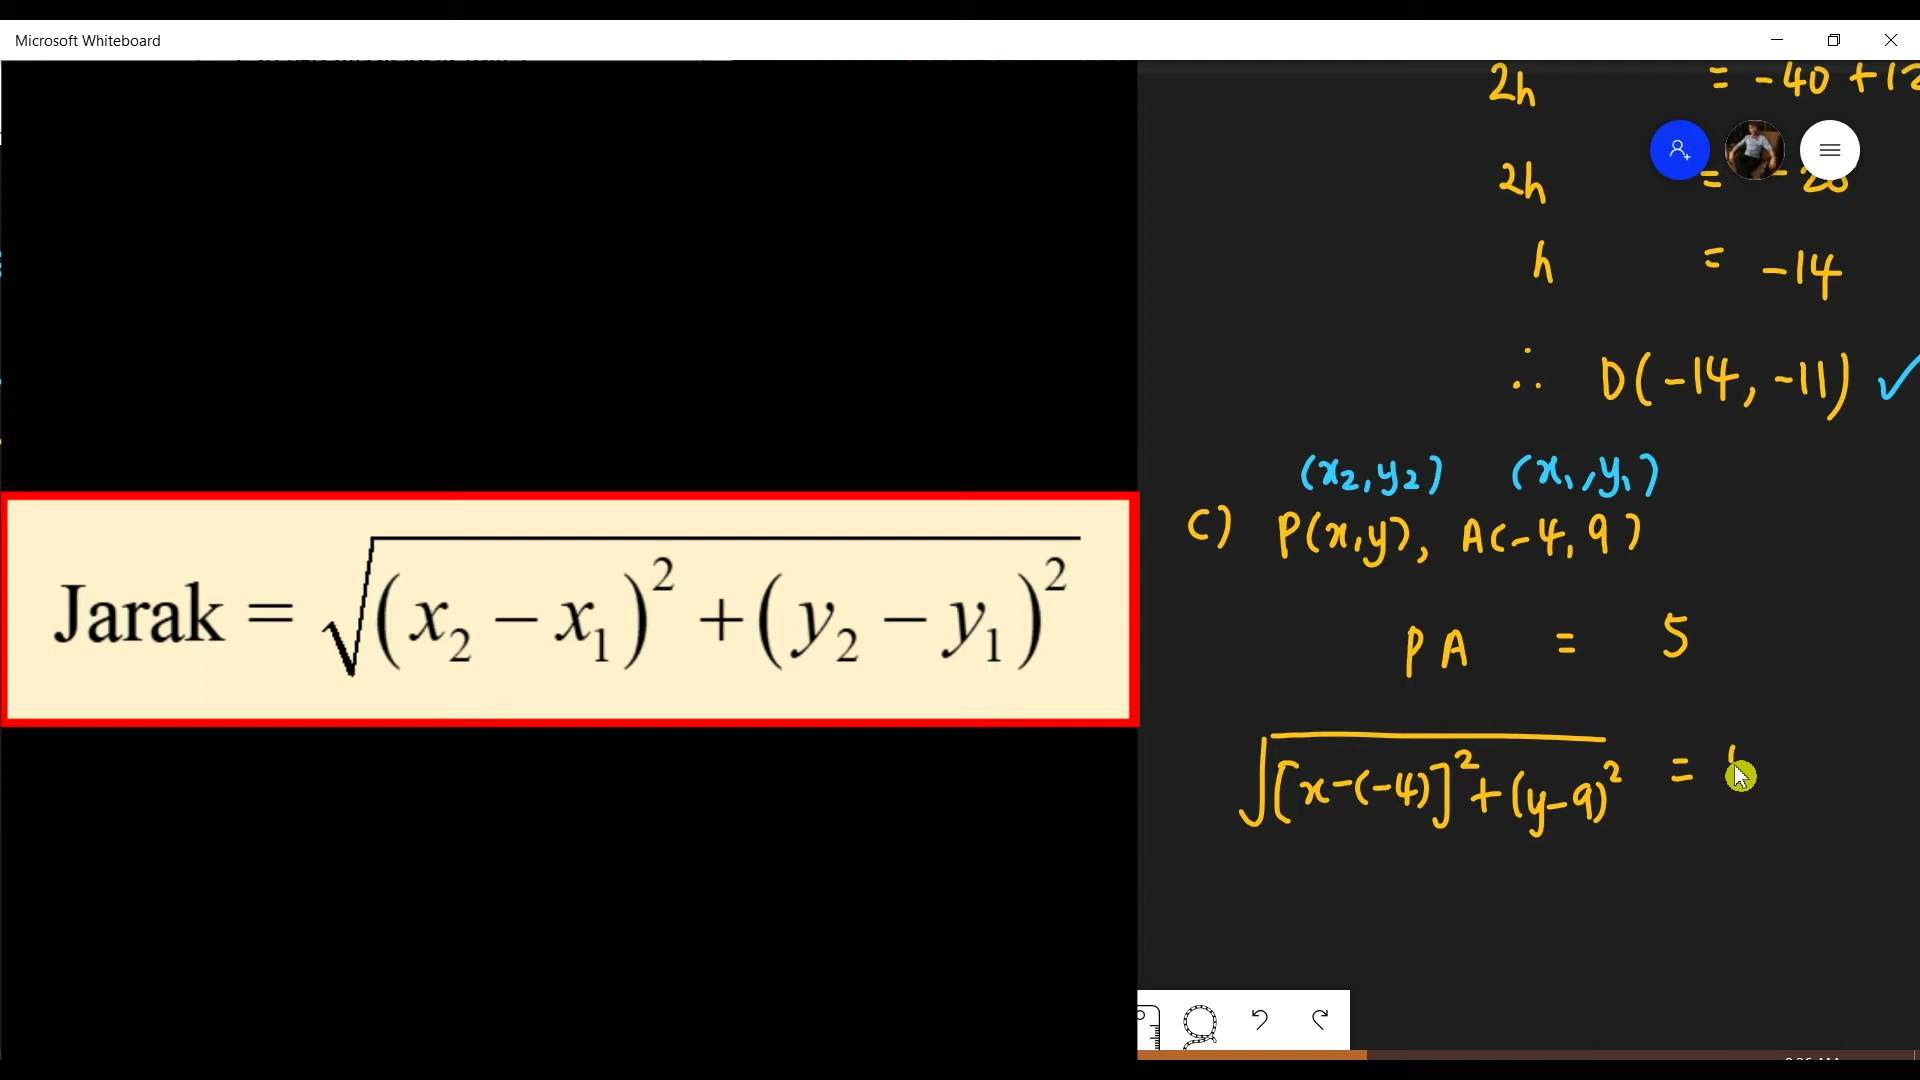 Microsoft Whiteboard
2h = -40 + 12
2h =
h = -14
∴ D(-14, -11) ✓
(x₂, y₂) (x₁, y₁)
c) P(x, y), A(-4, 9)
PA = 5
√[x-(-4)]²+(y-9)² =
Jarak = √(x₂ − x₁)² + (y₂ − y₁)²